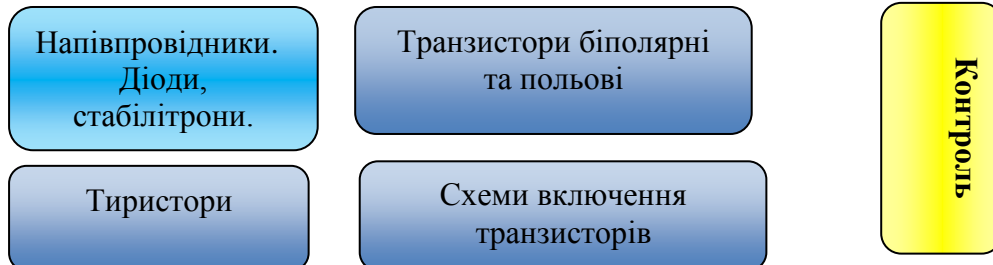 Напівпровідники.
Діоди,
стабілітрони.
Транзистори біполярні
та польові
Тиристори
Схеми включення
транзисторів
Контроль